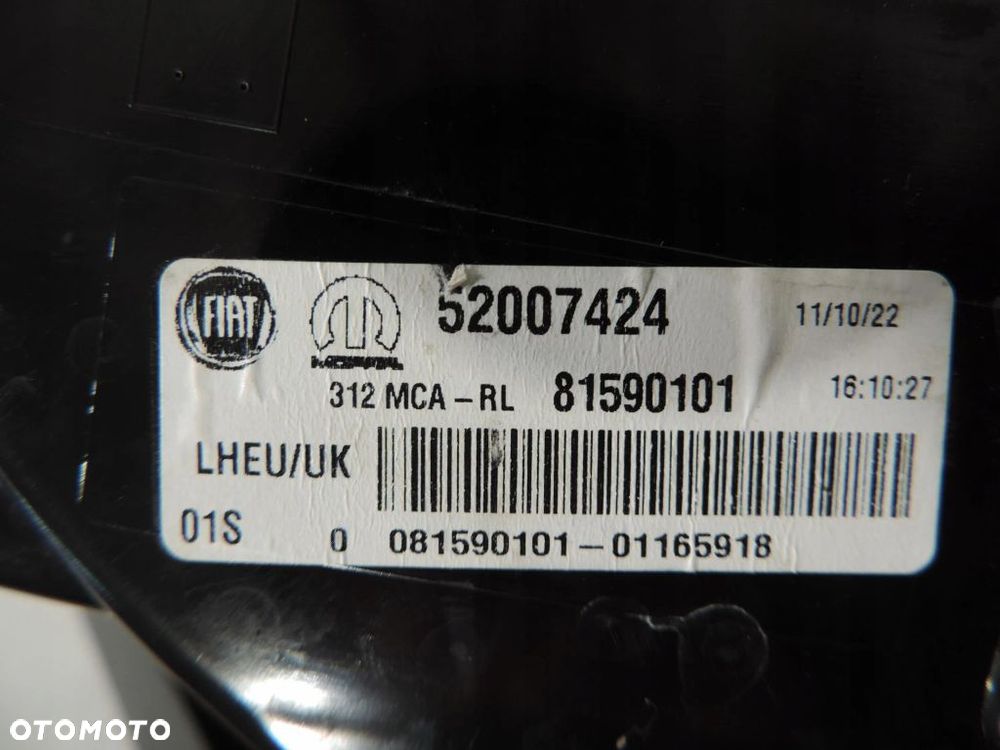 FIAT
52007424
11/10/22
312 MCA – RL 81590101
16:10:27
LHEU/UK
01S
0 081590101–01165918
OTOMOTO